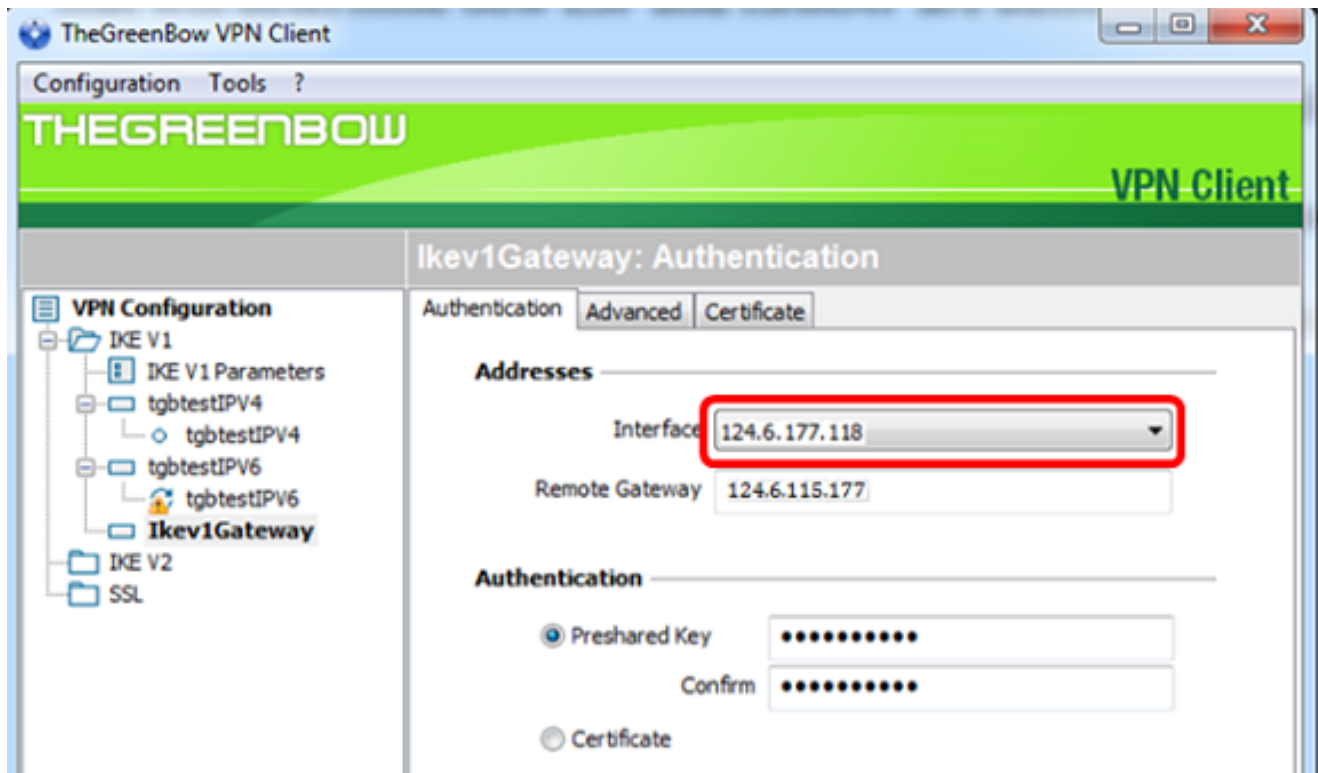 TheGreenBow VPN Client
Configuration Tools ?
THEGREENBOW
VPN Client
Ikev1Gateway: Authentication
VPN Configuration
IKE V1
IKE V1 Parameters
tgbtestIPV4
tgbtestIPV4
tgbtestIPV6
tgbtestIPV6
Ikev1Gateway
IKE V2
SSL
Authentication Advanced Certificate
Addresses
Interface 124.6.177.118
Remote Gateway 124.6.115.177
Authentication
Preshared Key ••••••••••
Confirm ••••••••••
Certificate